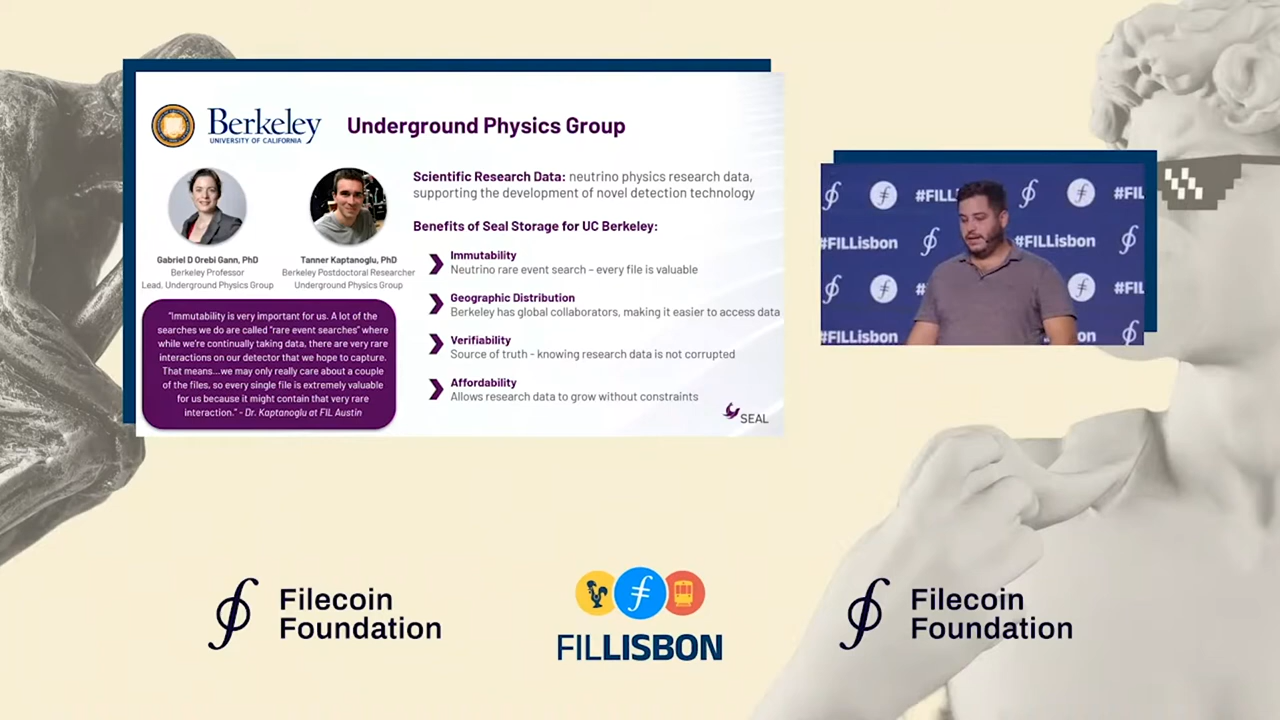 Berkeley
UNIVERSITY OF CALIFORNIA
Underground Physics Group
Gabriel D Orebi Gann, PhD
Berkeley Professor
Lead, Underground Physics Group
Tanner Kaptanoglu, PhD
Berkeley Postdoctoral Researcher
Underground Physics Group
"Immutability is very important for us. A lot of the
searches we do are called "rare event searches" where
while we're continually taking data, there are very rare
interactions on our detector that we hope to capture.
That means...we may only really care about a couple
of the files, so every single file is extremely valuable
for us because it might contain that very rare
interaction." - Dr. Kaptanoglu at FIL Austin
Scientific Research Data: neutrino physics research data,
supporting the development of novel detection technology
Benefits of Seal Storage for UC Berkeley:
Immutability
Neutrino rare event search – every file is valuable
Geographic Distribution
Berkeley has global collaborators, making it easier to access data
Verifiability
Source of truth - knowing research data is not corrupted
Affordability
Allows research data to grow without constraints
SEAL
#FILL
#FIL
#FILLisbon
#FILLisbon
#FIL
#FILLisbon
on
#FILLisbon
Filecoin
Foundation
FILLISBON
Filecoin
Foundation